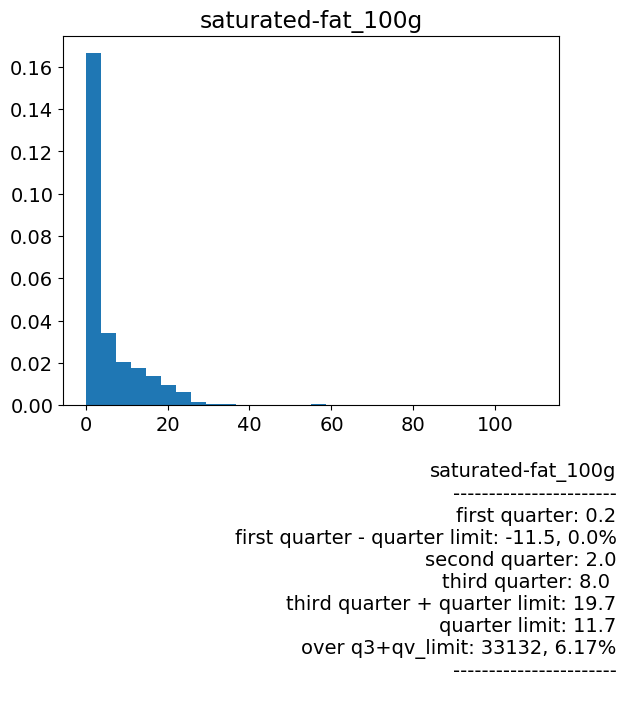 saturated-fat_100g
0.16
0.14
0.12
0.10
0.08
0.06
0.04
0.02
0.00
0 20 40 60 80 100
saturated-fat_100g
-----------------------
first quarter: 0.2
first quarter - quarter limit: -11.5, 0.0%
second quarter: 2.0
third quarter: 8.0
third quarter + quarter limit: 19.7
quarter limit: 11.7
over q3+qv_limit: 33132, 6.17%
-----------------------